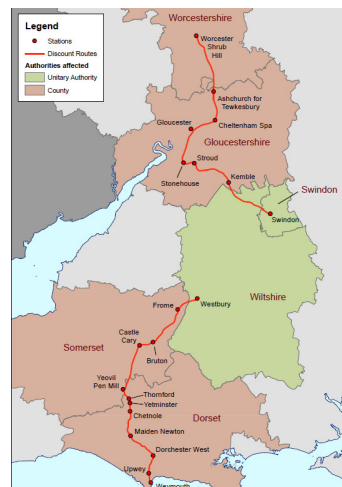 Legend
Stations
Discount Routes
Authorities affected
Unitary Authority
County
Worcestershire
Worcester
Shrub
Hill
Ashchurch for
Tewkesbury
Gloucester
Cheltenham Spa
Gloucestershire
Stroud
Stonehouse
Kemble
Swindon
Swindon
Wiltshire
Westbury
Frome
Castle
Cary
Bruton
Somerset
Yeovil
Pen Mill
Thornford
Yetminster
Chetnole
Dorset
Maiden Newton
Dorchester West
Upwey
Weymouth